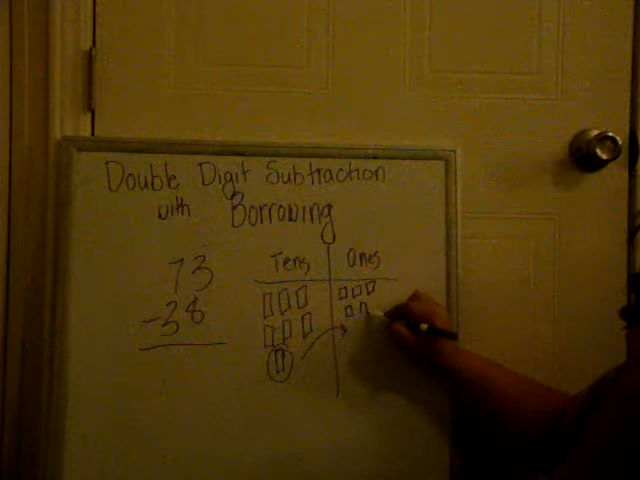 Double Digit Subtraction
with Borrowing
Tens Ones
73
-38